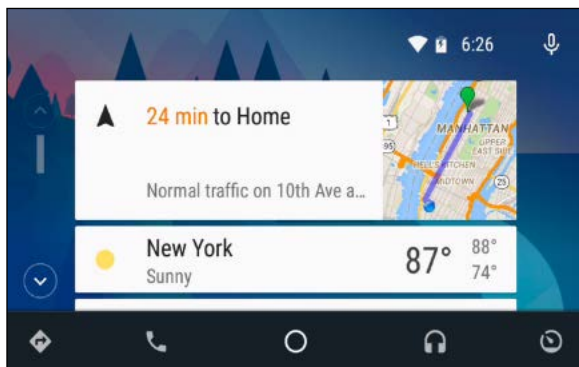 6:26
24 min to Home
Normal traffic on 10th Ave a...
1
95
MANHATTAN
UPPER
EAST SIDE
HELL'S KITCHEN
MIDTOWN
25
New York
Sunny
87°
88°
74°